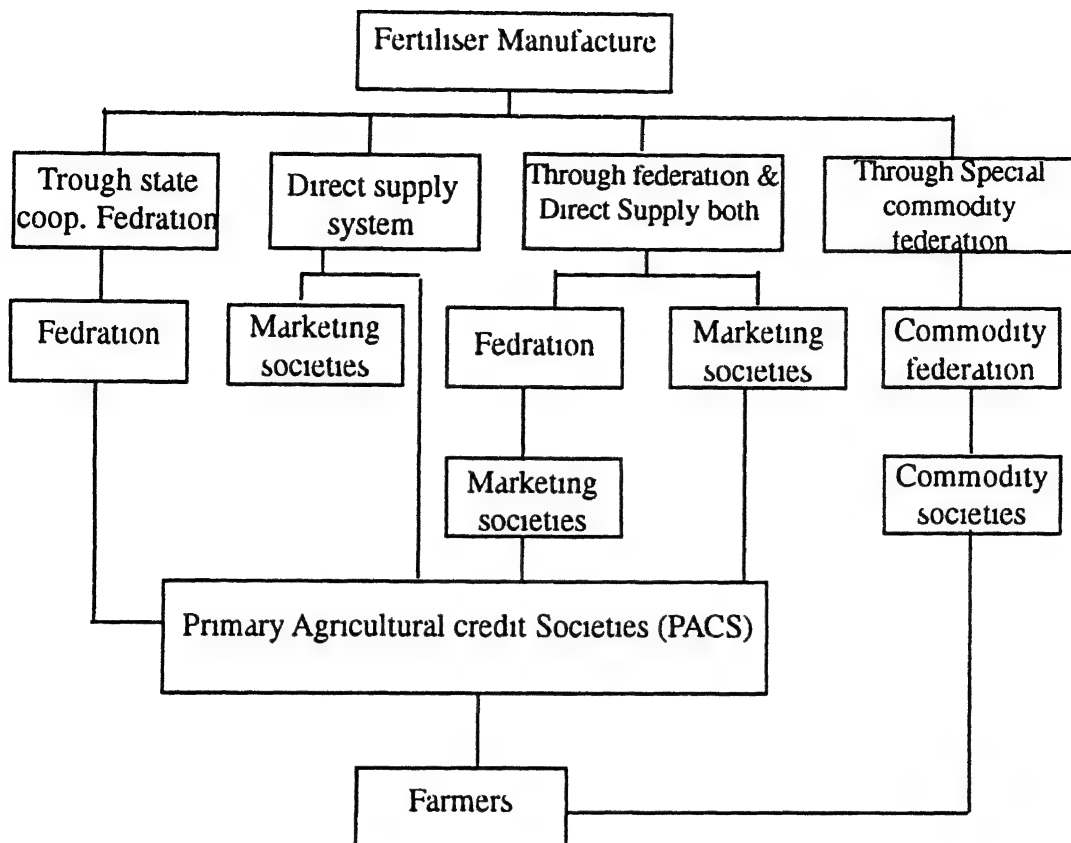 Fertiliser Manufacture
Trough state
coop. Fedration
Direct supply
system
Through federation &
Direct Supply both
Through Special
commodity
federation
Fedration
Marketing
societies
Fedration
Marketing
societies
Commodity
federation
Marketing
societies
Commodity
societies
Primary Agricultural credit Societies (PACS)
Farmers